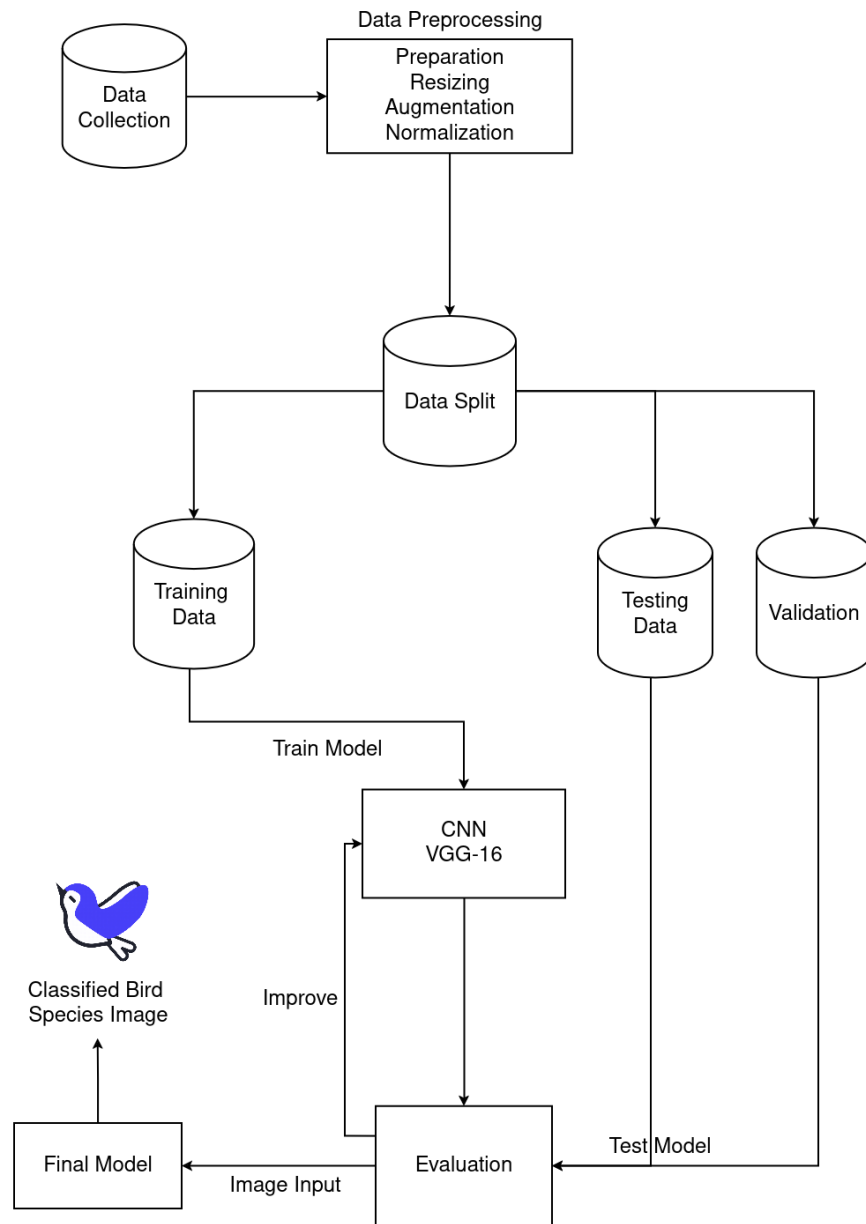 Data Preprocessing
Data
Collection
Preparation
Resizing
Augmentation
Normalization
Data Split
Training
Data
Testing
Data
Validation
Train Model
CNN
VGG-16
Improve
Classified Bird
Species Image
Final Model
Image Input
Evaluation
Test Model